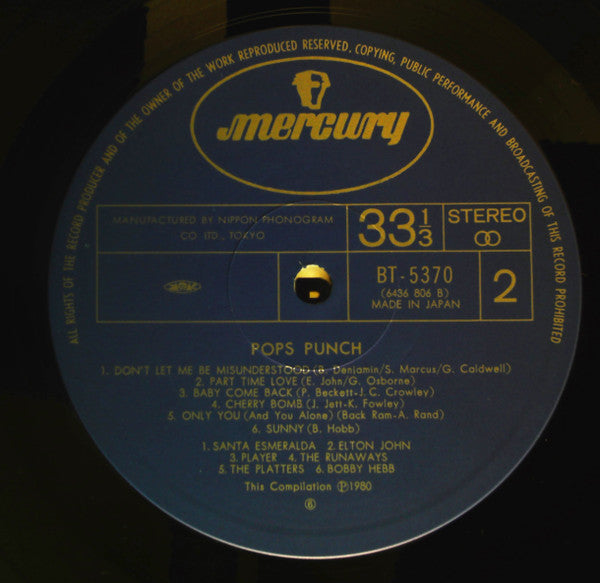 ALL RIGHTS OF THE RECORD PRODUCER AND OF THE OWNER OF THE WORK REPRODUCED RESERVED. COPYING, PUBLIC PERFORMANCE AND BROADCASTING OF THIS RECORD PROHIBITED
mercury
MANUFACTURED BY NIPPON PHONOGRAM
CO. LTD., TOKYO
33 1/3
STEREO
BT-5370
(6436 806 B)
MADE IN JAPAN
2
POPS PUNCH
1. DON'T LET ME BE MISUNDERSTOOD (B. Benjamin/S. Marcus/G. Caldwell)
2. PART TIME LOVE (E. John/G. Osborne)
3. BABY COME BACK (P. Beckett-J. C. Crowley)
4. CHERRY BOMB (J. Jett-K. Fowley)
5. ONLY YOU (And You Alone) (Back Ram-A. Rand)
6. SUNNY (B. Hobb)
1. SANTA ESMERALDA 2. ELTON JOHN
3. PLAYER 4. THE RUNAWAYS
5. THE PLATTERS 6. BOBBY HEBB
This Compilation ℗1980